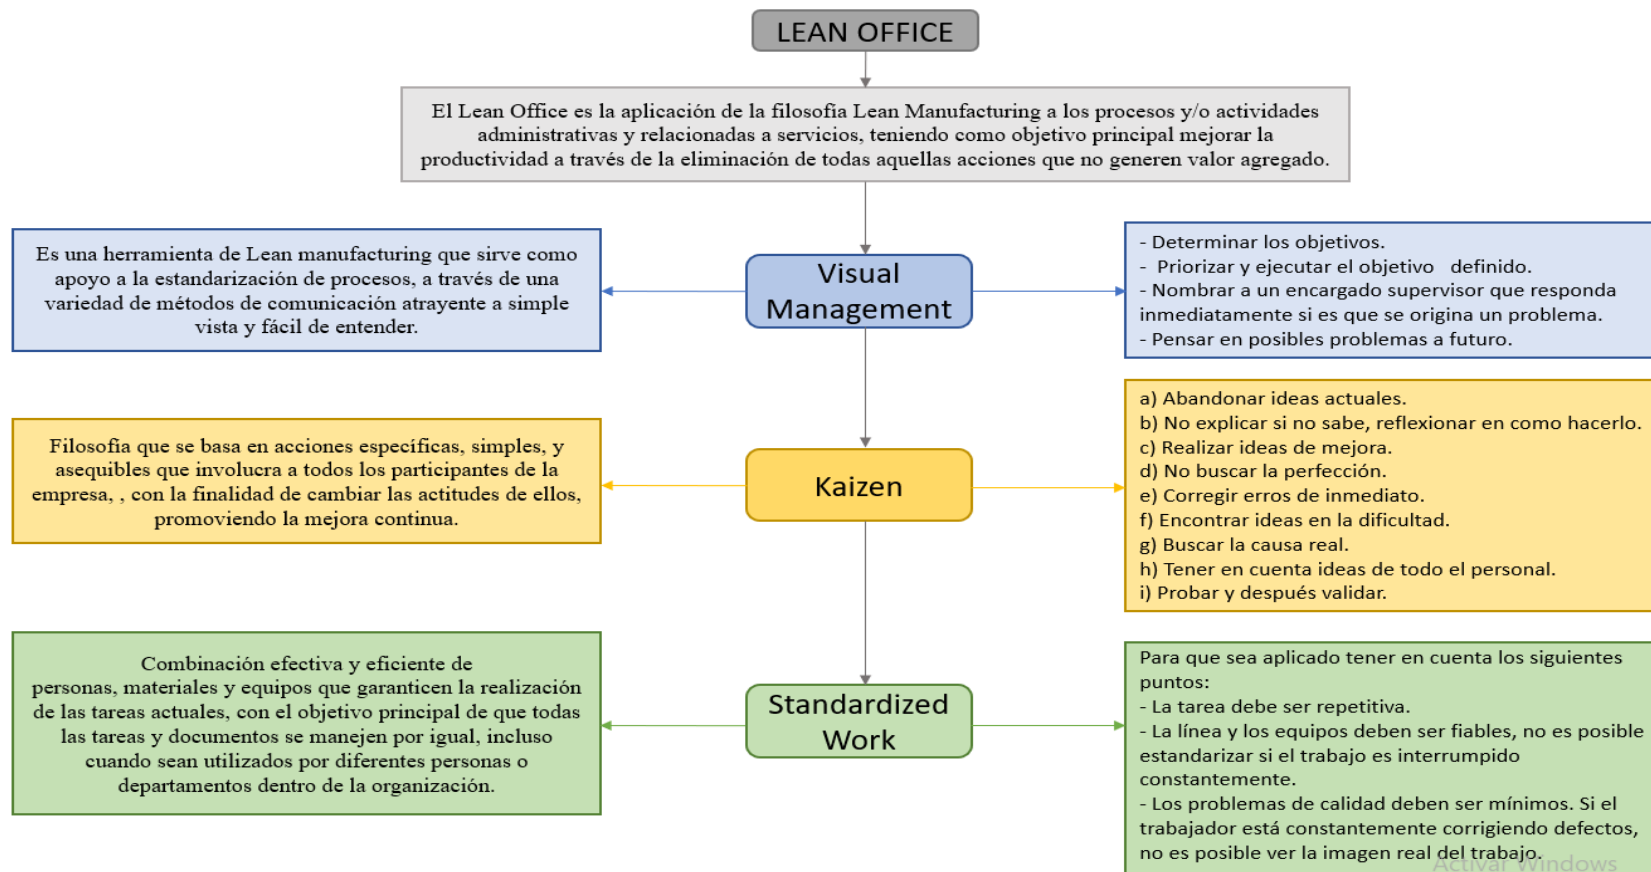 LEAN OFFICE
El Lean Office es la aplicación de la filosofía Lean Manufacturing a los procesos y/o actividades
administrativas y relacionadas a servicios, teniendo como objetivo principal mejorar la
productividad a través de la eliminación de todas aquellas acciones que no generen valor agregado.
Es una herramienta de Lean manufacturing que sirve como
apoyo a la estandarización de procesos, a través de una
variedad de métodos de comunicación atrayente a simple
vista y fácil de entender.
Visual
Management
- Determinar los objetivos.
- Priorizar y ejecutar el objetivo definido.
- Nombrar a un encargado supervisor que responda
inmediatamente si es que se origina un problema.
- Pensar en posibles problemas a futuro.
Filosofía que se basa en acciones específicas, simples, y
asequibles que involucra a todos los participantes de la
empresa, , con la finalidad de cambiar las actitudes de ellos,
promoviendo la mejora continua.
Kaizen
a) Abandonar ideas actuales.
b) No explicar si no sabe, reflexionar en como hacerlo.
c) Realizar ideas de mejora.
d) No buscar la perfección.
e) Corregir erros de inmediato.
f) Encontrar ideas en la dificultad.
g) Buscar la causa real.
h) Tener en cuenta ideas de todo el personal.
i) Probar y después validar.
Combinación efectiva y eficiente de
personas, materiales y equipos que garanticen la realización
de las tareas actuales, con el objetivo principal de que todas
las tareas y documentos se manejen por igual, incluso
cuando sean utilizados por diferentes personas o
departamentos dentro de la organización.
Standardized
Work
Para que sea aplicado tener en cuenta los siguientes
puntos:
- La tarea debe ser repetitiva.
- La línea y los equipos deben ser fiables, no es posible
estandarizar si el trabajo es interrumpido
constantemente.
- Los problemas de calidad deben ser mínimos. Si el
trabajador está constantemente corrigiendo defectos,
no es posible ver la imagen real del trabajo.
Activar Windows